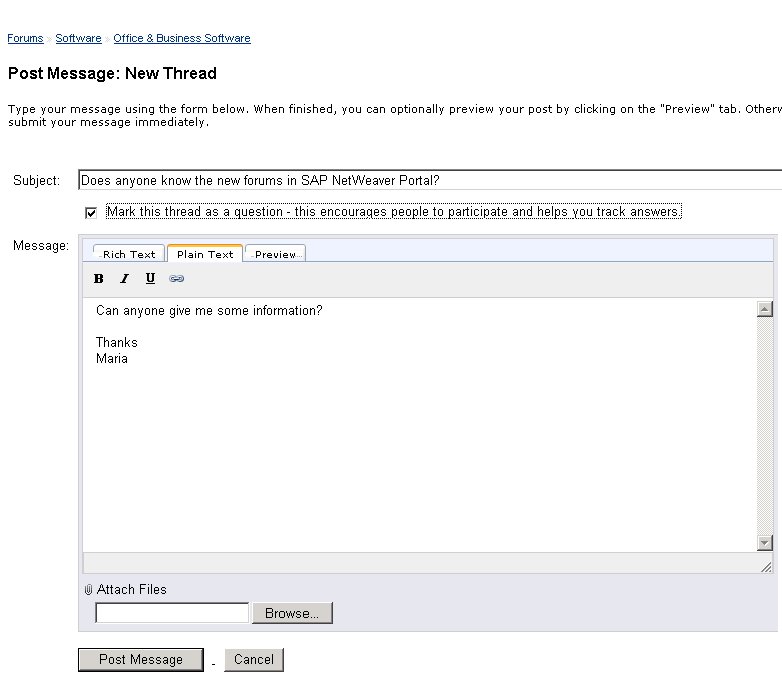 Forums » Software » Office & Business Software
Post Message: New Thread
Type your message using the form below. When finished, you can optionally preview your post by clicking on the "Preview" tab.
submit your message immediately.
Subject: Does anyone know the new forums in SAP NetWeaver Portal?
Mark this thread as a question - this encourages people to participate and helps you track answers.
Message:
Rich Text Plain Text Preview
B I U
Can anyone give me some information?
Thanks
Maria
Attach Files
Browse...
Post Message - Cancel